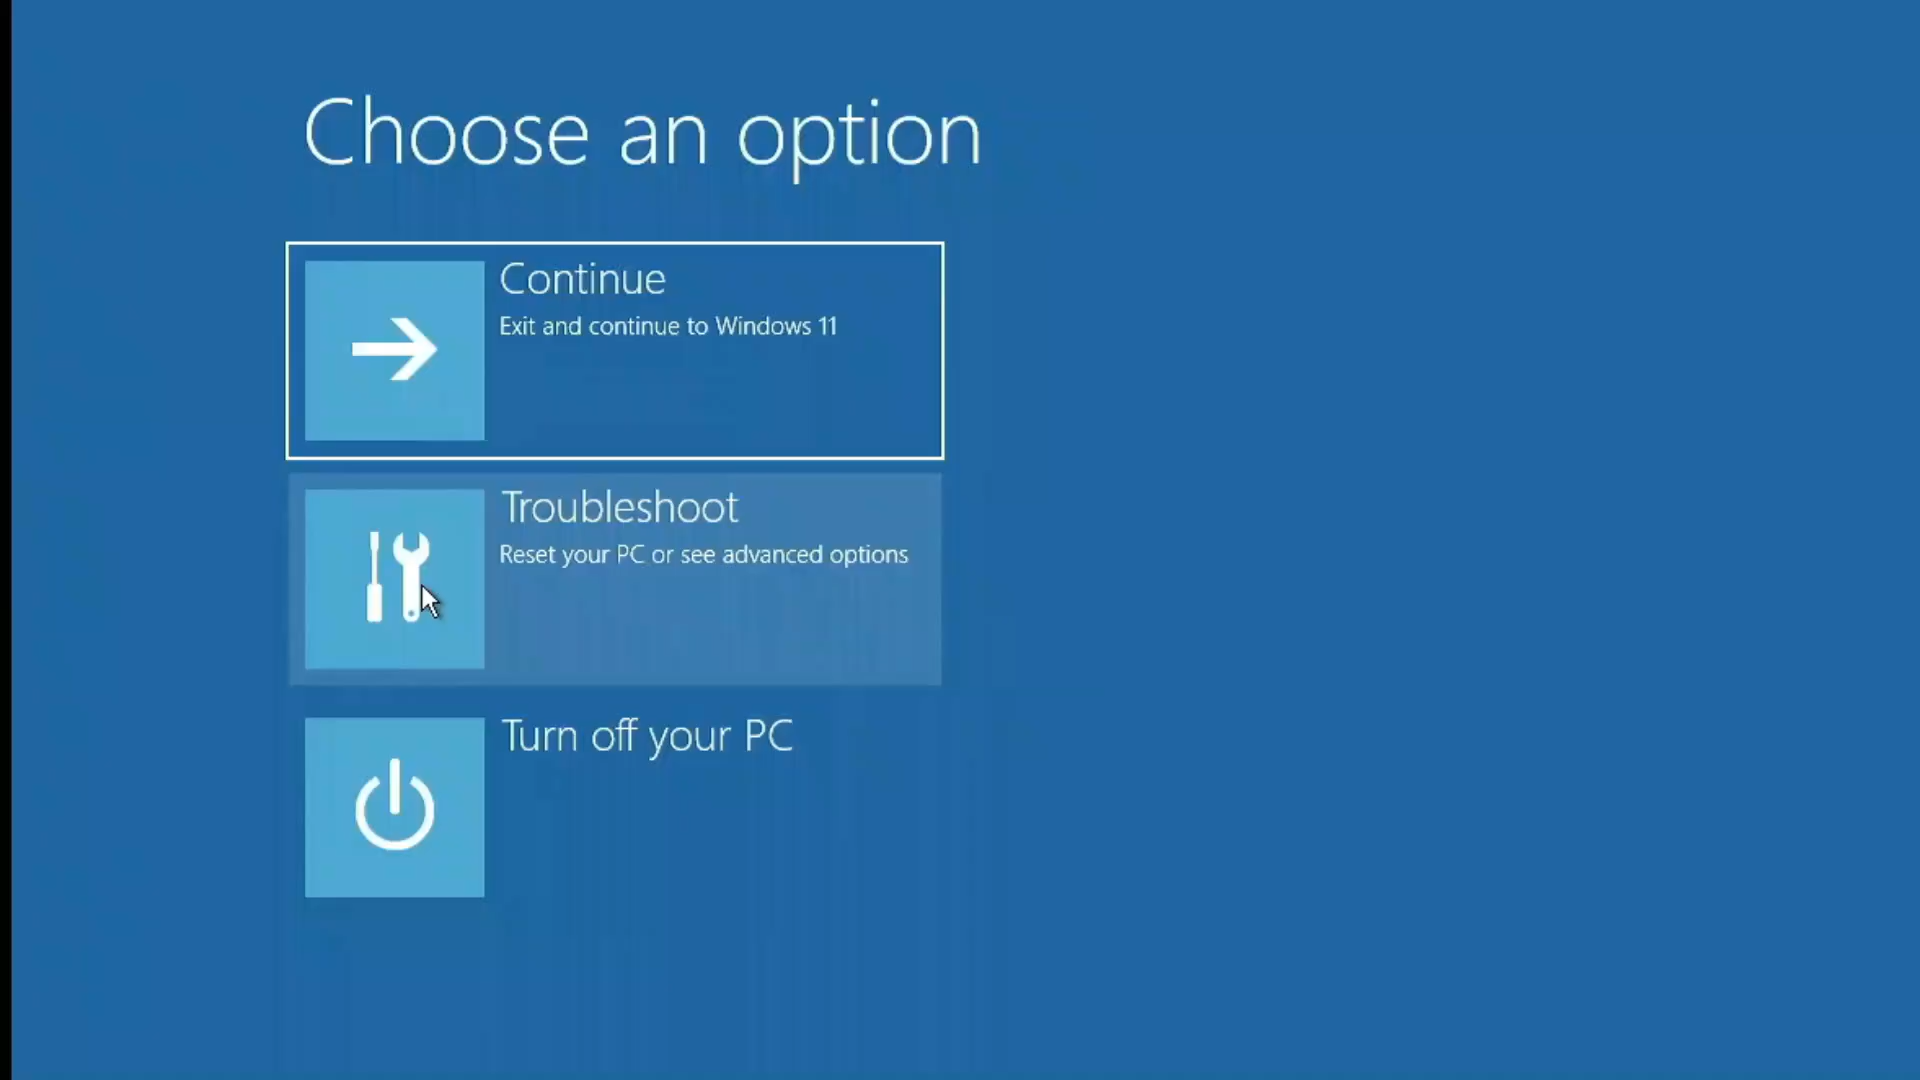 Choose an option
Continue
Exit and continue to Windows 11
Troubleshoot
Reset your PC or see advanced options
Turn off your PC